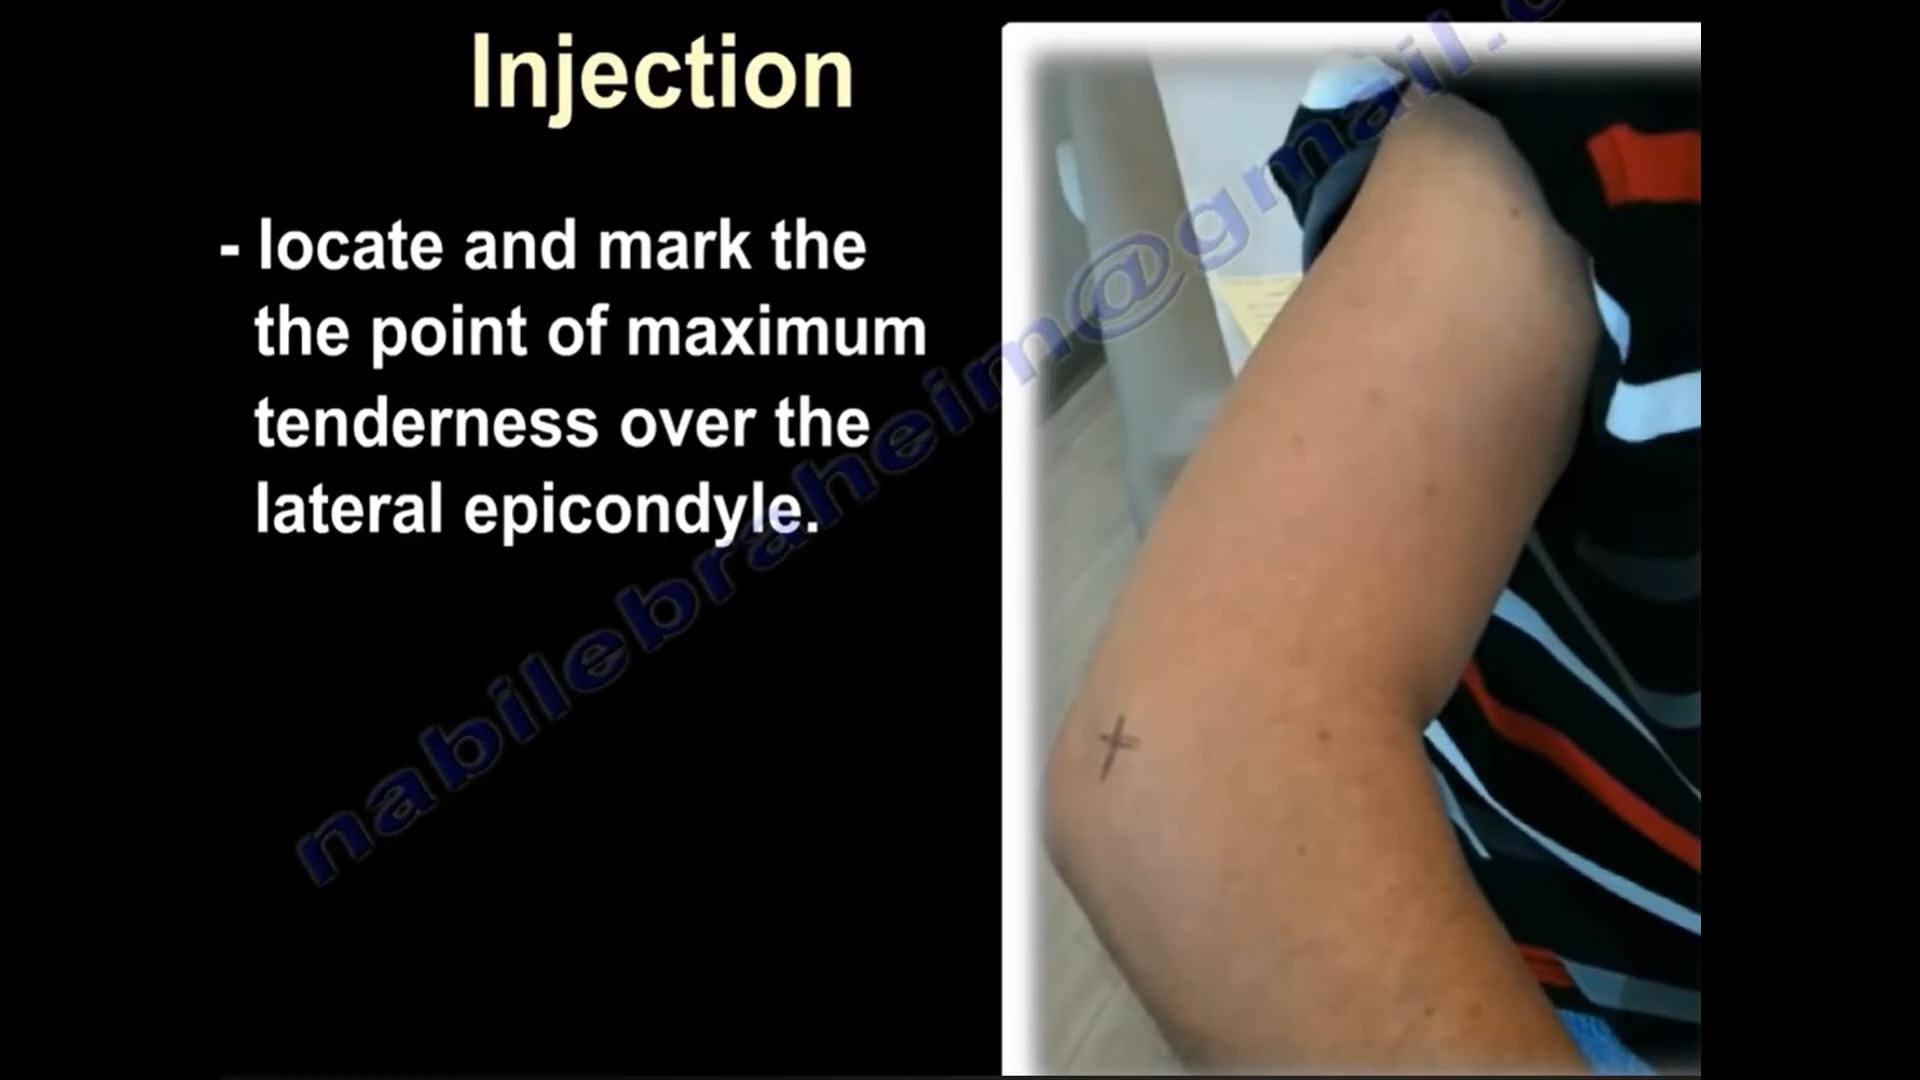 Injection
- locate and mark the
the point of maximum
tenderness over the
lateral epicondyle.
nabilebraheim@gmail.c